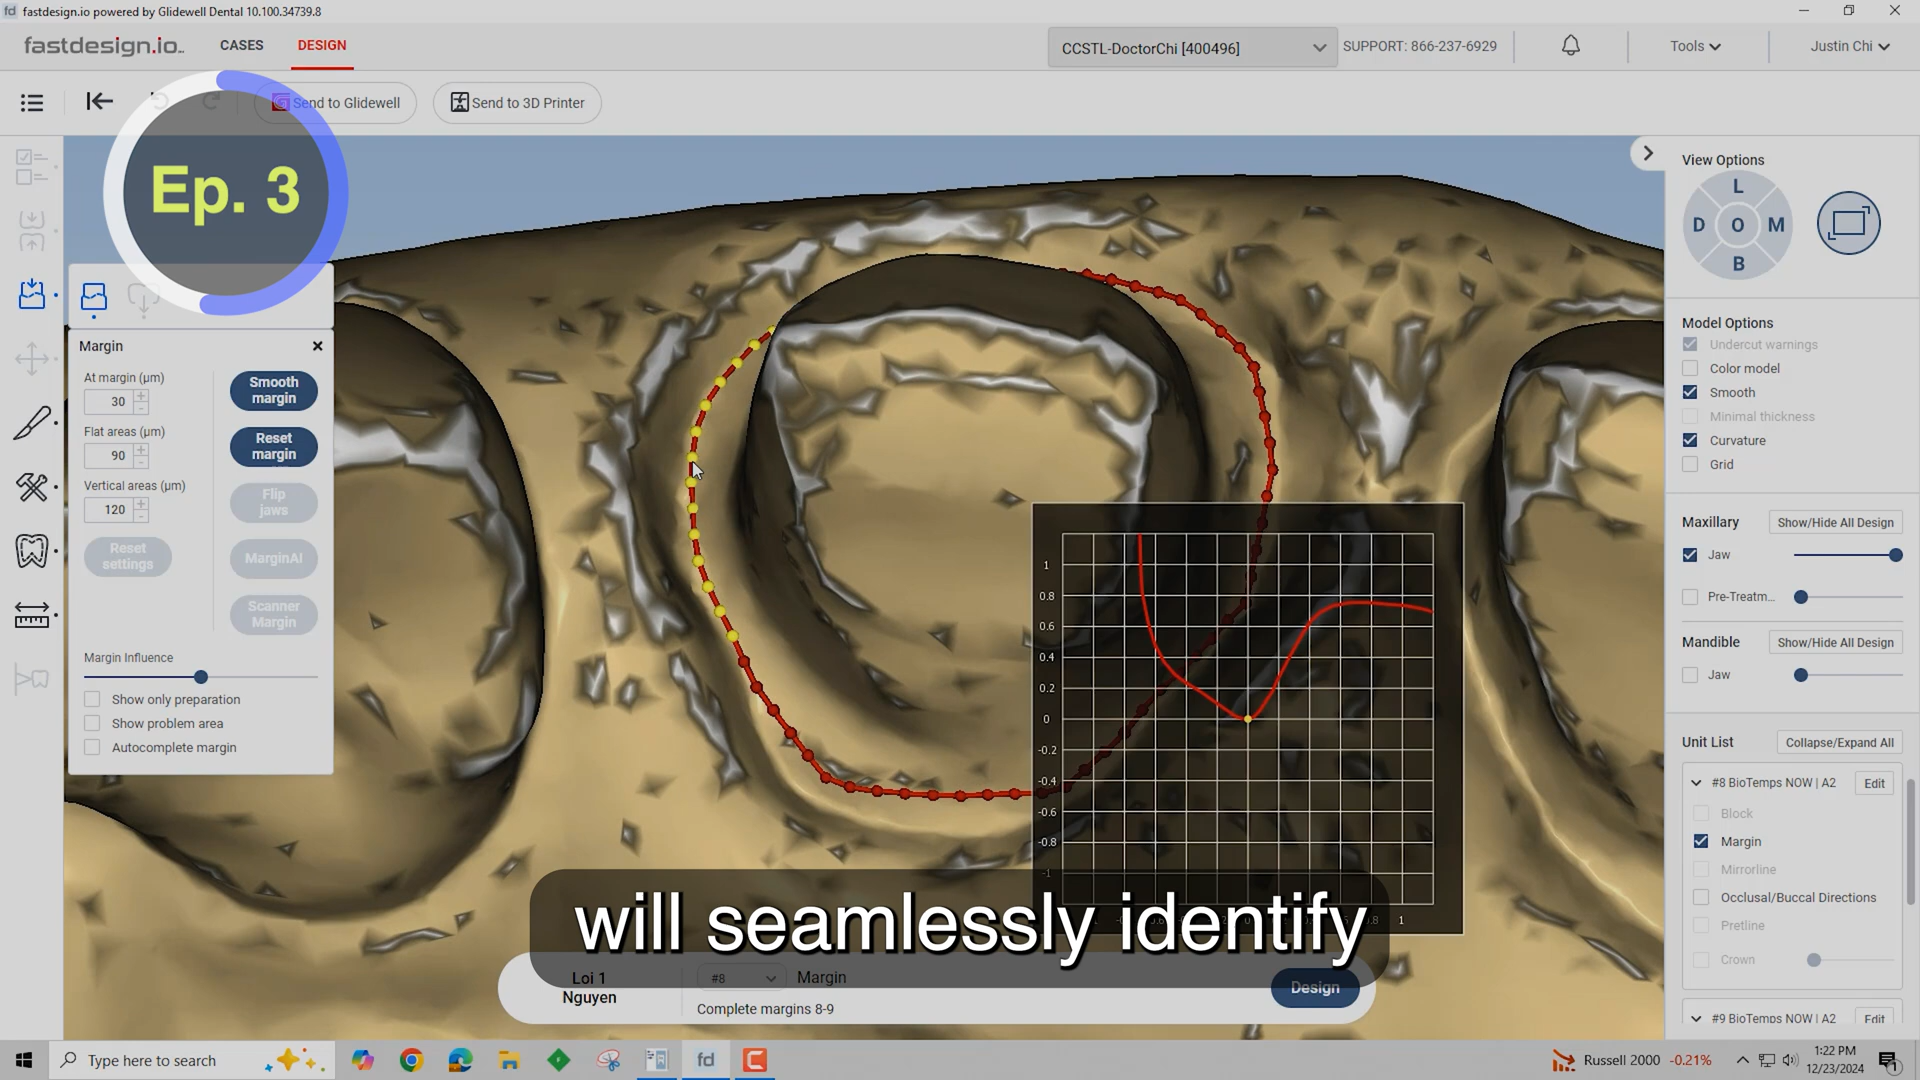 fd fastdesign.io powered by Glidewell Dental 10.100.34739.8
fastdesign.io
CASES
DESIGN
CCSTL-DoctorChi [400496]
SUPPORT: 866-237-6929
Tools
Justin Chi
Send to Glidewell
Send to 3D Printer
Ep. 3
Margin
At margin (µm)
30
Flat areas (µm)
90
Vertical areas (µm)
120
Reset settings
Smooth margin
Reset margin
Flip jaws
MarginAI
Scanner Margin
Margin Influence
Show only preparation
Show problem area
Autocomplete margin
1
0.8
0.6
0.4
0.2
0
-0.2
-0.4
-0.6
-0.8
-1
1
will seamlessly identify
Loi 1
Nguyen
#8
Margin
Complete margins 8-9
Design
View Options
L
D O M
B
Model Options
Undercut warnings
Color model
Smooth
Minimal thickness
Curvature
Grid
Maxillary
Show/Hide All Design
Jaw
Pre-Treatm...
Mandible
Show/Hide All Design
Jaw
Unit List
Collapse/Expand All
#8 BioTemps NOW | A2
Edit
Block
Margin
Mirrorline
Occlusal/Buccal Directions
Pretline
Crown
#9 BioTemps NOW | A2
Edit
Type here to search
fd
Russell 2000 -0.21%
1:22 PM
12/23/2024
1